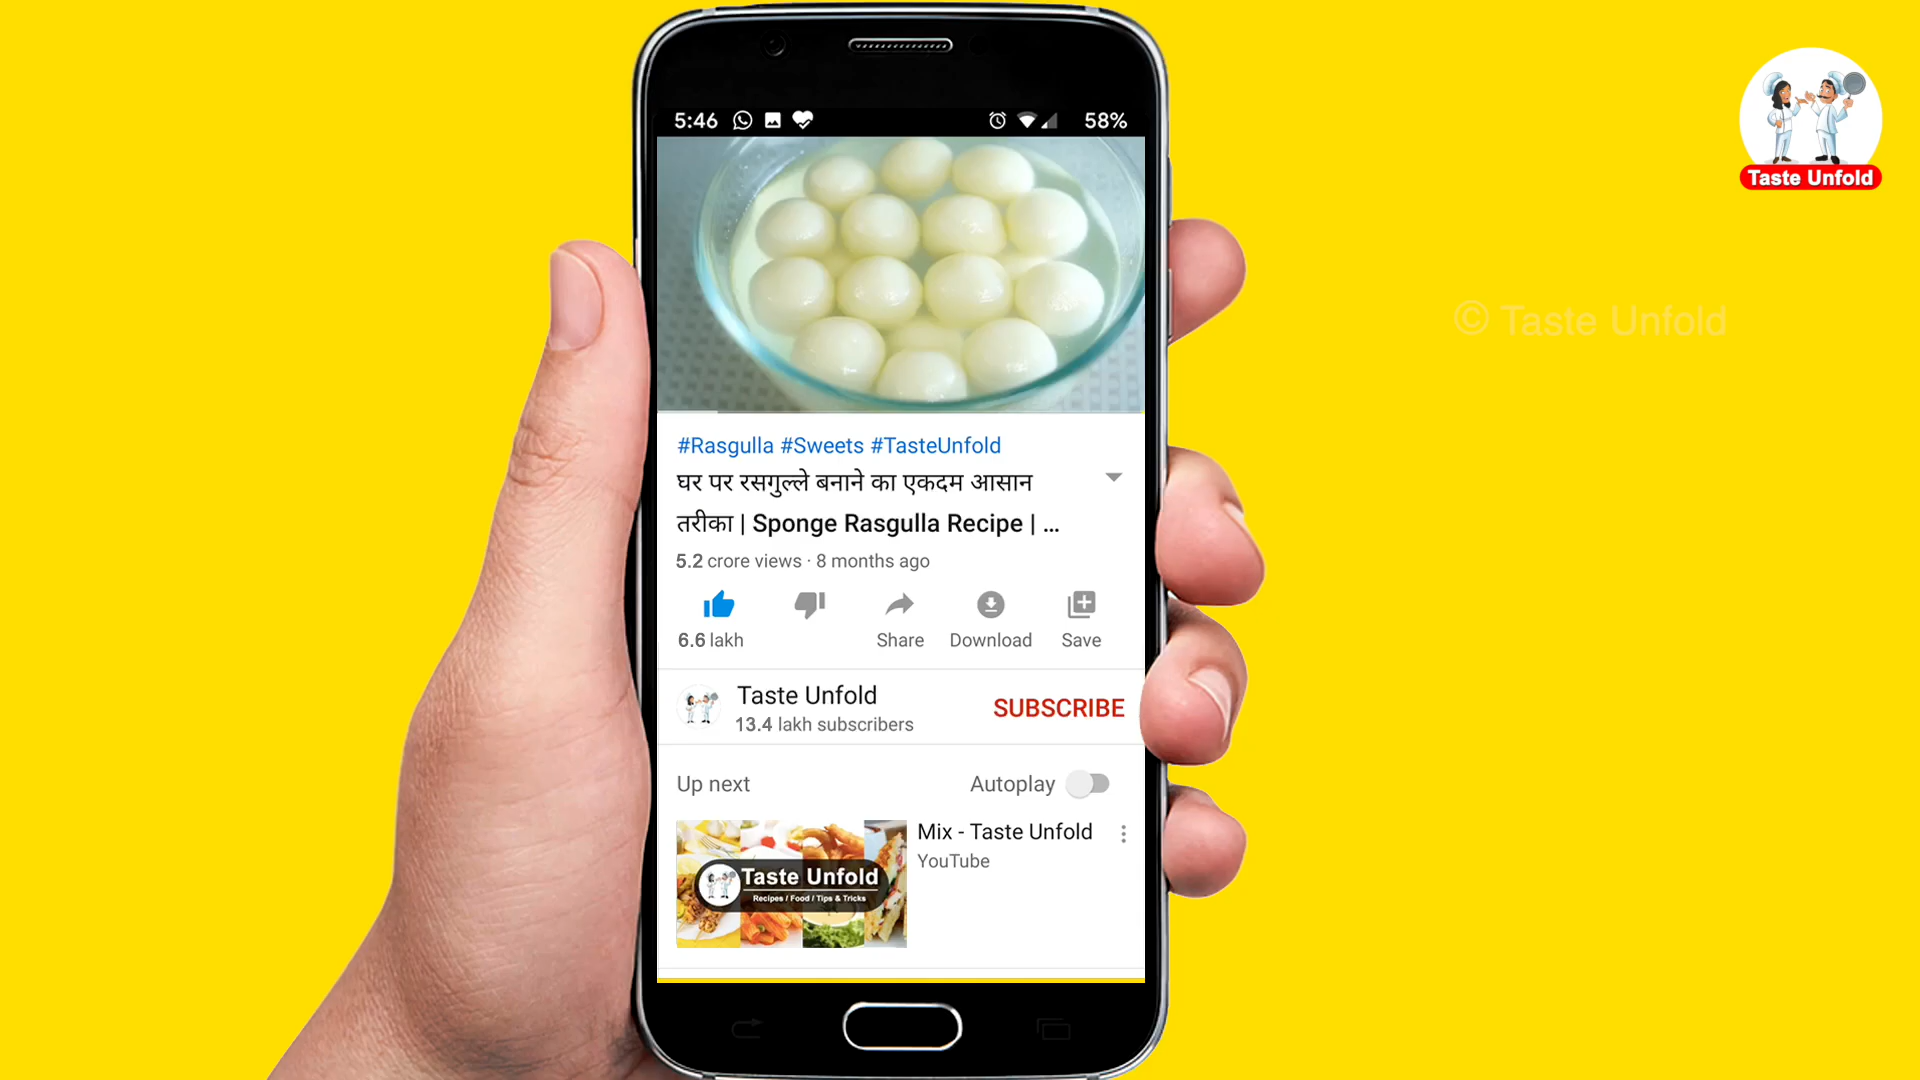 5:46
58%
Taste Unfold
© Taste Unfold
#Rasgulla #Sweets #TasteUnfold
घर पर रसगुल्ले बनाने का एकदम आसान
तरीका | Sponge Rasgulla Recipe | ...
5.2 crore views · 8 months ago
6.6 lakh
Share
Download
Save
Taste Unfold
13.4 lakh subscribers
SUBSCRIBE
Up next
Autoplay
Mix - Taste Unfold
YouTube
Taste Unfold
Recipes / Food / Tips & Tricks